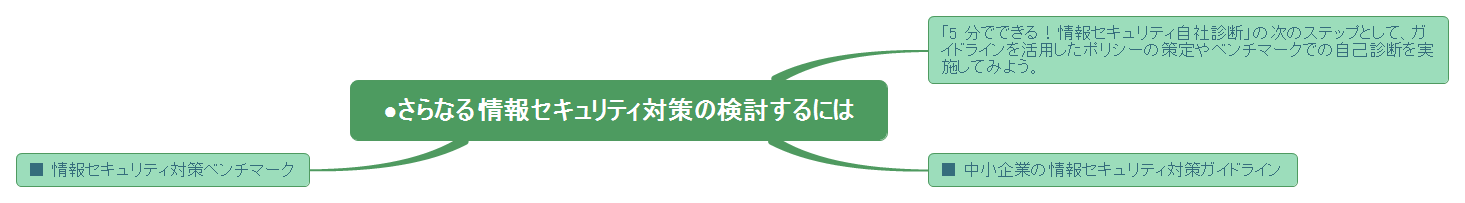 ●さらなる情報セキュリティ対策の検討するには
「5 分でできる！情報セキュリティ自社診断」の次のステップとして、ガ
イドラインを活用したポリシーの策定やベンチマークでの自己診断を実
施してみよう。
■ 中小企業の情報セキュリティ対策ガイドライン
■ 情報セキュリティ対策ベンチマーク